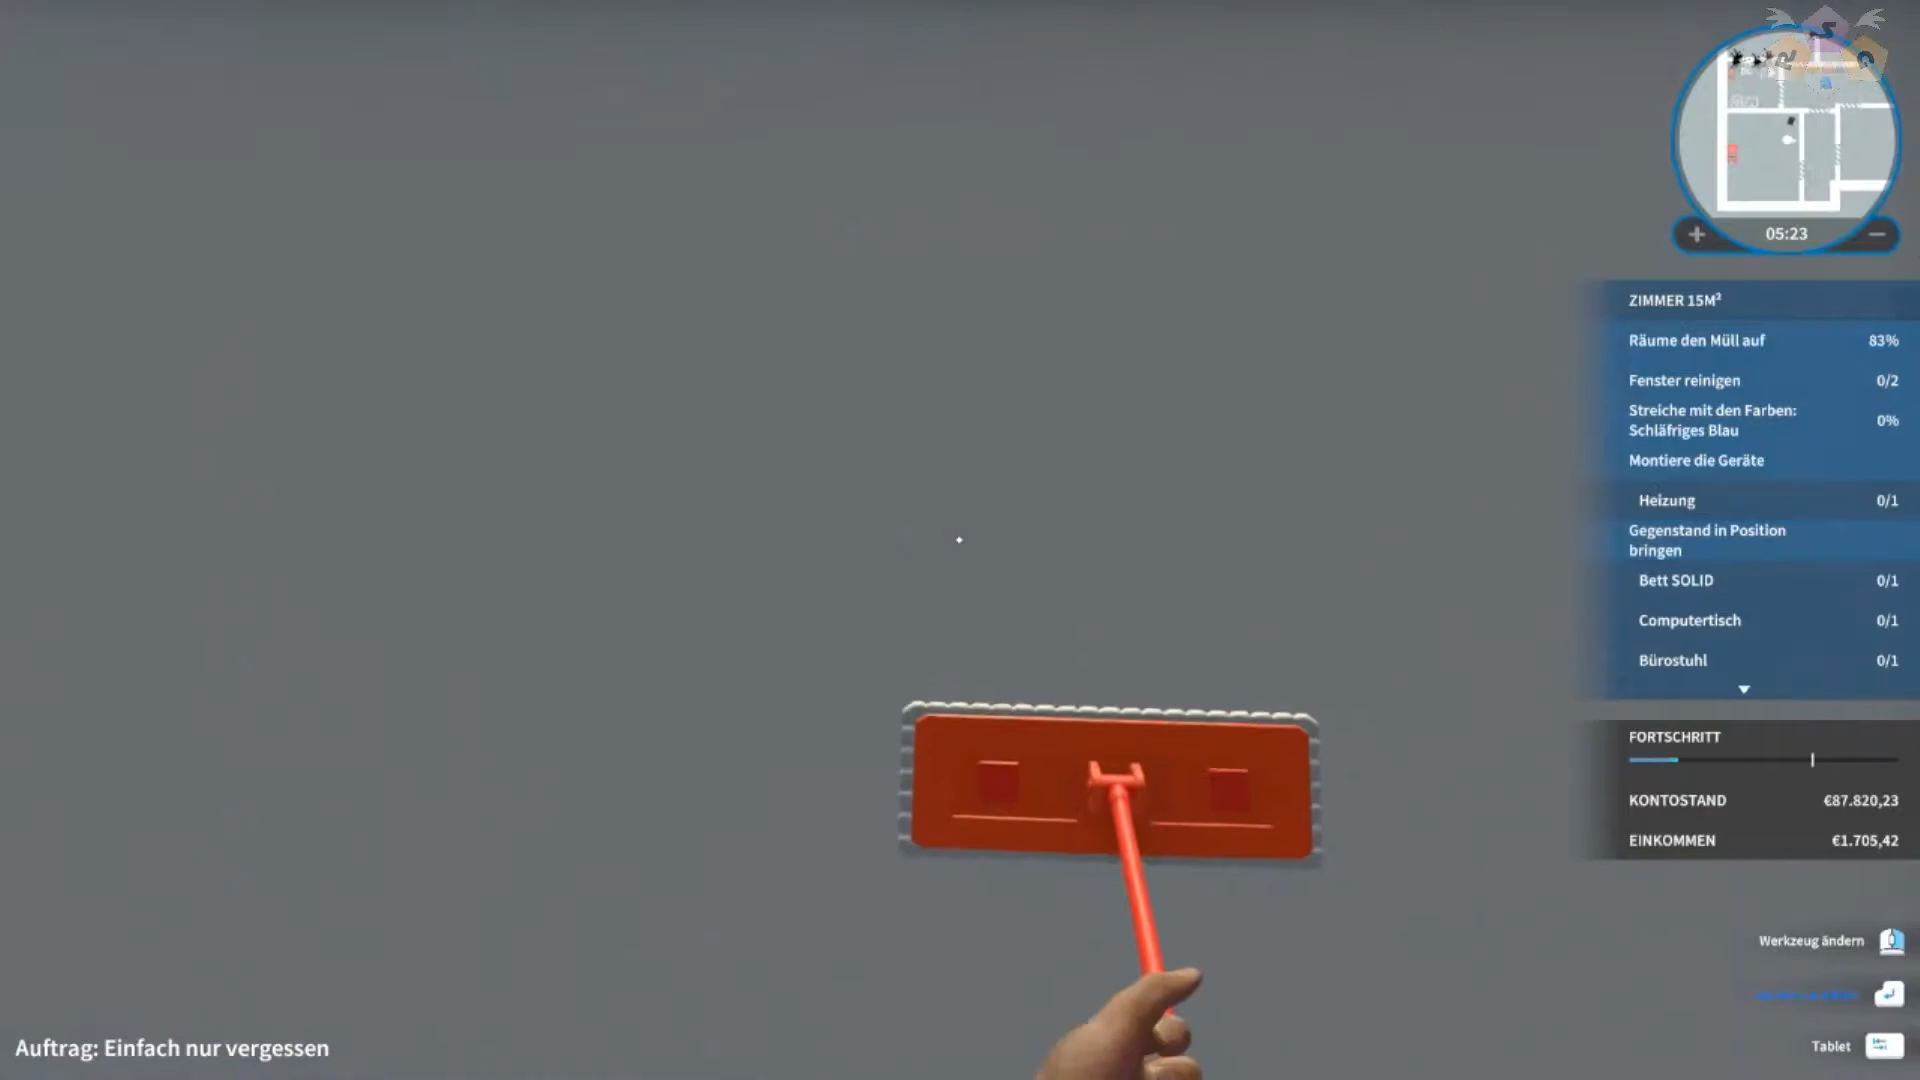 05:23
ZIMMER 15M²
Räume den Müll auf 83%
Fenster reinigen 0/2
Streiche mit den Farben:
Schläfriges Blau 0%
Montiere die Geräte
Heizung 0/1
Gegenstand in Position
bringen
Bett SOLID 0/1
Computertisch 0/1
Bürostuhl 0/1
FORTSCHRITT
KONTOSTAND €87.820,23
EINKOMMEN €1.705,42
Werkzeug ändern
Tablet
Auftrag: Einfach nur vergessen